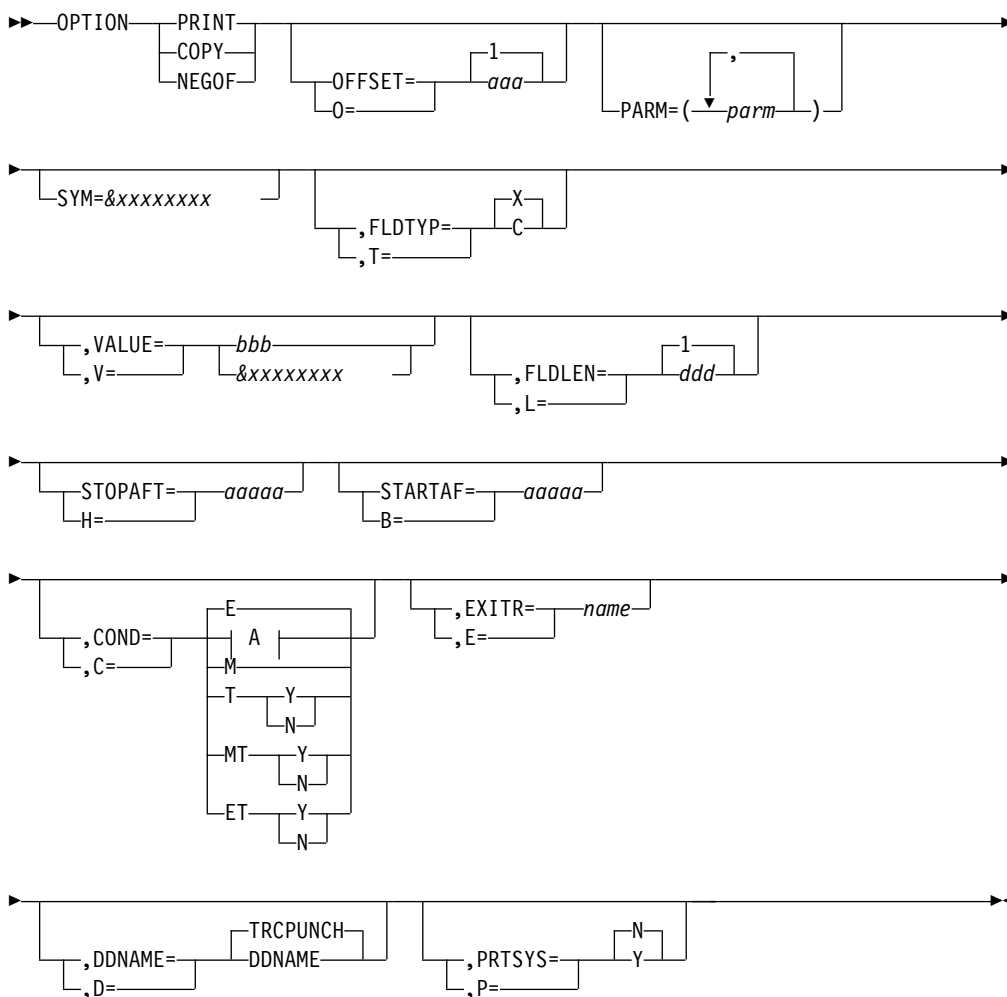 OPTION PRINT
COPY
NEGOF
OFFSET= 1
aaa
O=
PARM=( , parm )
SYM=&xxxxxxxx
,FLDTYP= X
C
,T=
,VALUE= bbb
,V= &xxxxxxxx
,FLDLEN= 1
ddd
,L=
STOPAFT= aaaaa
H=
STARTAF= aaaaa
B=
,COND= E
A
,C= M
T Y
N
MT Y
N
ET Y
N
,EXITR= name
,E=
,DDNAME= TRCPUNCH
DDNAME
,D=
,PRTSYS= N
Y
,P=